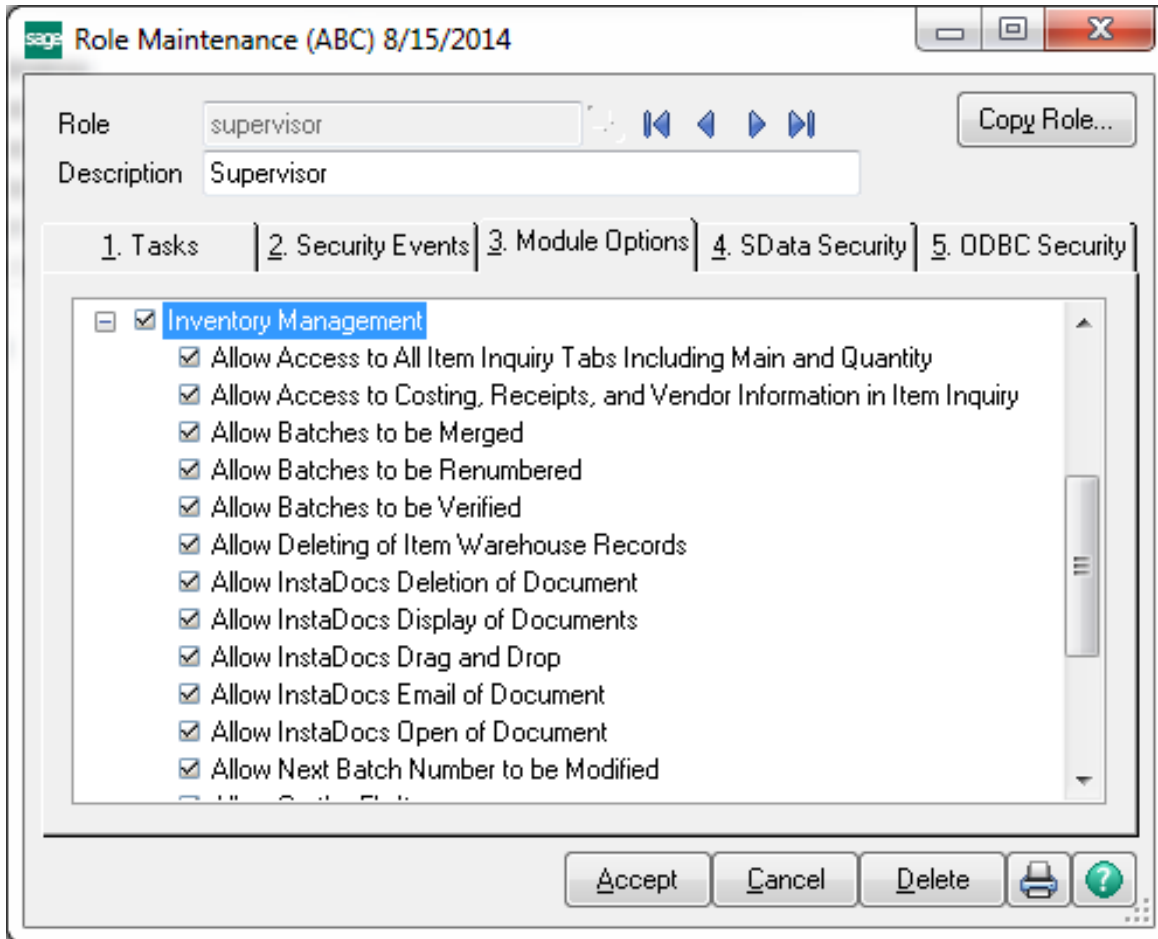 sage Role Maintenance (ABC) 8/15/2014
Role supervisor Copy Role...
Description Supervisor
1. Tasks 2. Security Events 3. Module Options 4. SData Security 5. ODBC Security
Inventory Management
Allow Access to All Item Inquiry Tabs Including Main and Quantity
Allow Access to Costing, Receipts, and Vendor Information in Item Inquiry
Allow Batches to be Merged
Allow Batches to be Renumbered
Allow Batches to be Verified
Allow Deleting of Item Warehouse Records
Allow InstaDocs Deletion of Document
Allow InstaDocs Display of Documents
Allow InstaDocs Drag and Drop
Allow InstaDocs Email of Document
Allow InstaDocs Open of Document
Allow Next Batch Number to be Modified
Accept Cancel Delete ?